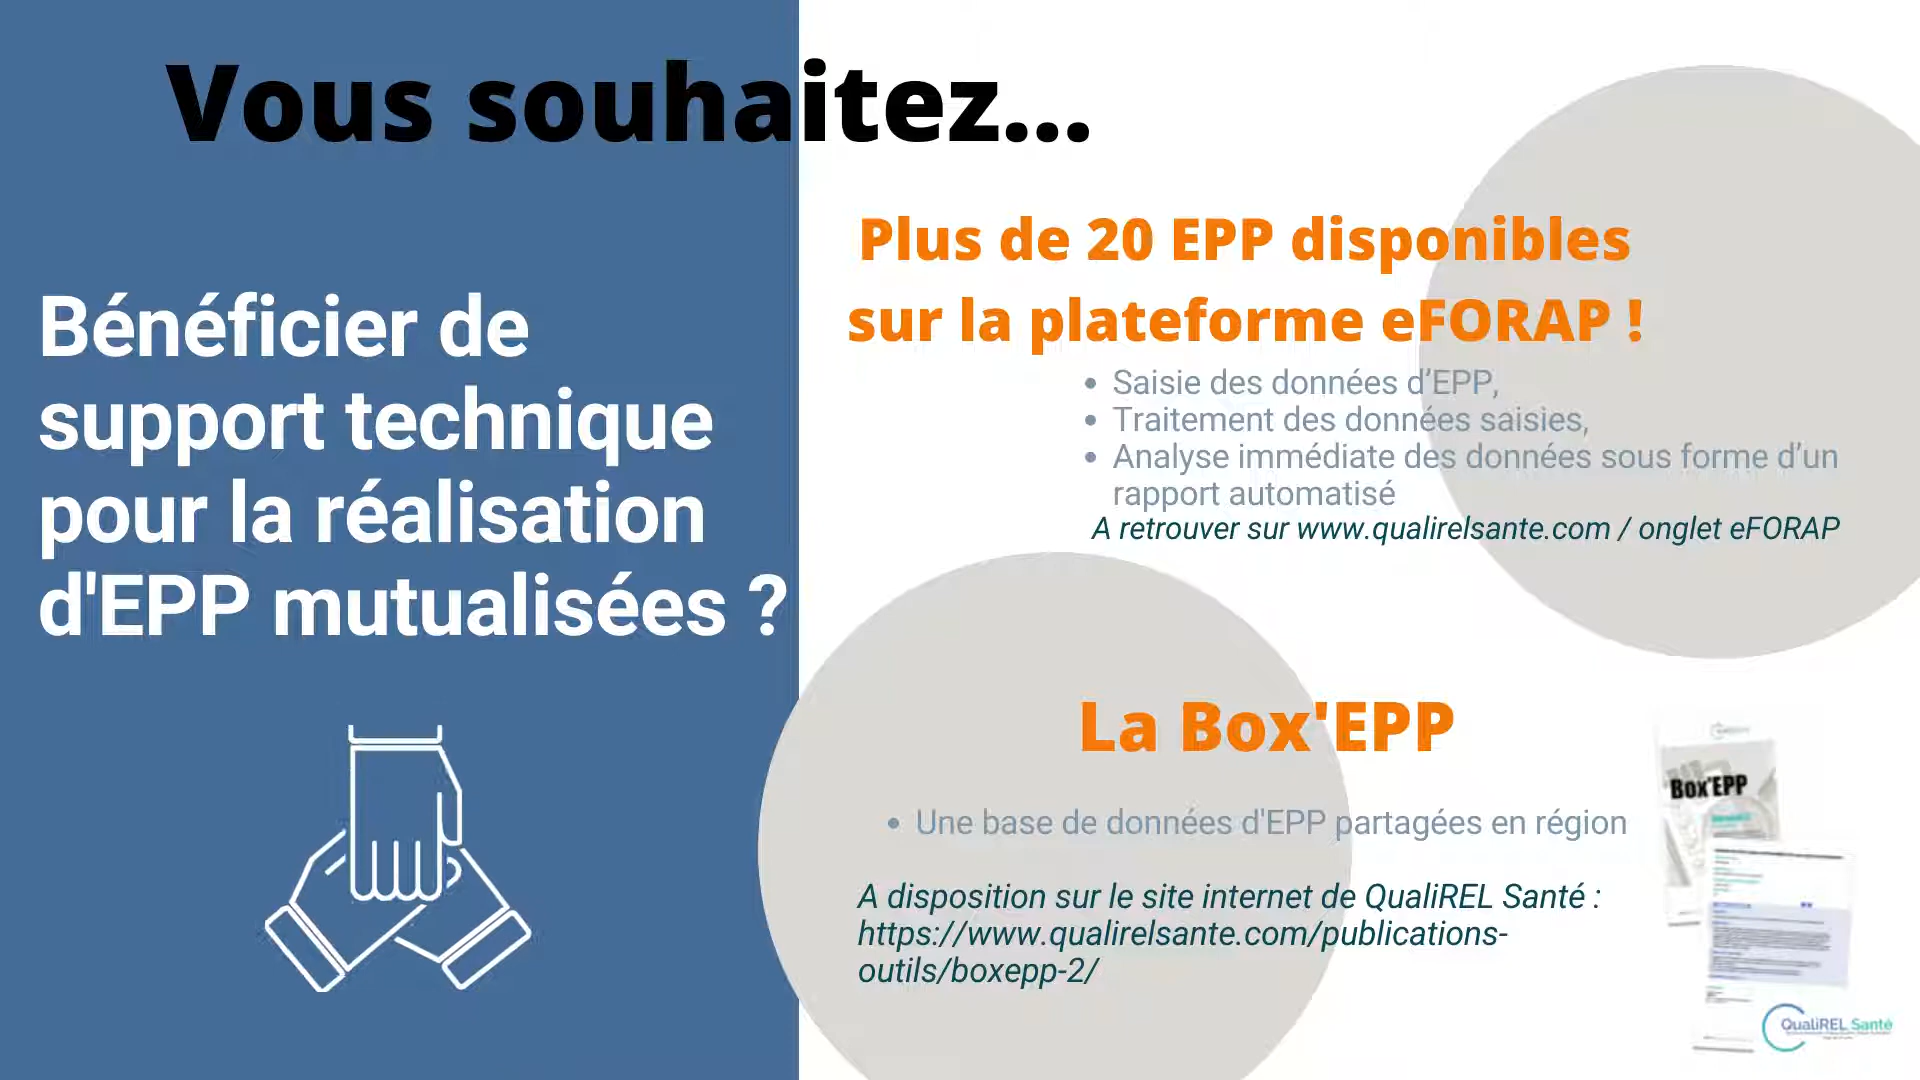 Vous souhaitez...
Bénéficier de
support technique
pour la réalisation
d'EPP mutualisées ?
Plus de 20 EPP disponibles
sur la plateforme eFORAP !
• Saisie des données d'EPP,
• Traitement des données saisies,
• Analyse immédiate des données sous forme d'un
rapport automatisé
A retrouver sur www.qualirelsante.com / onglet eFORAP
La Box'EPP
• Une base de données d'EPP partagées en région
A disposition sur le site internet de QualiREL Santé :
https://www.qualirelsante.com/publications-
outils/boxepp-2/
Box'EPP
QualiREL Santé